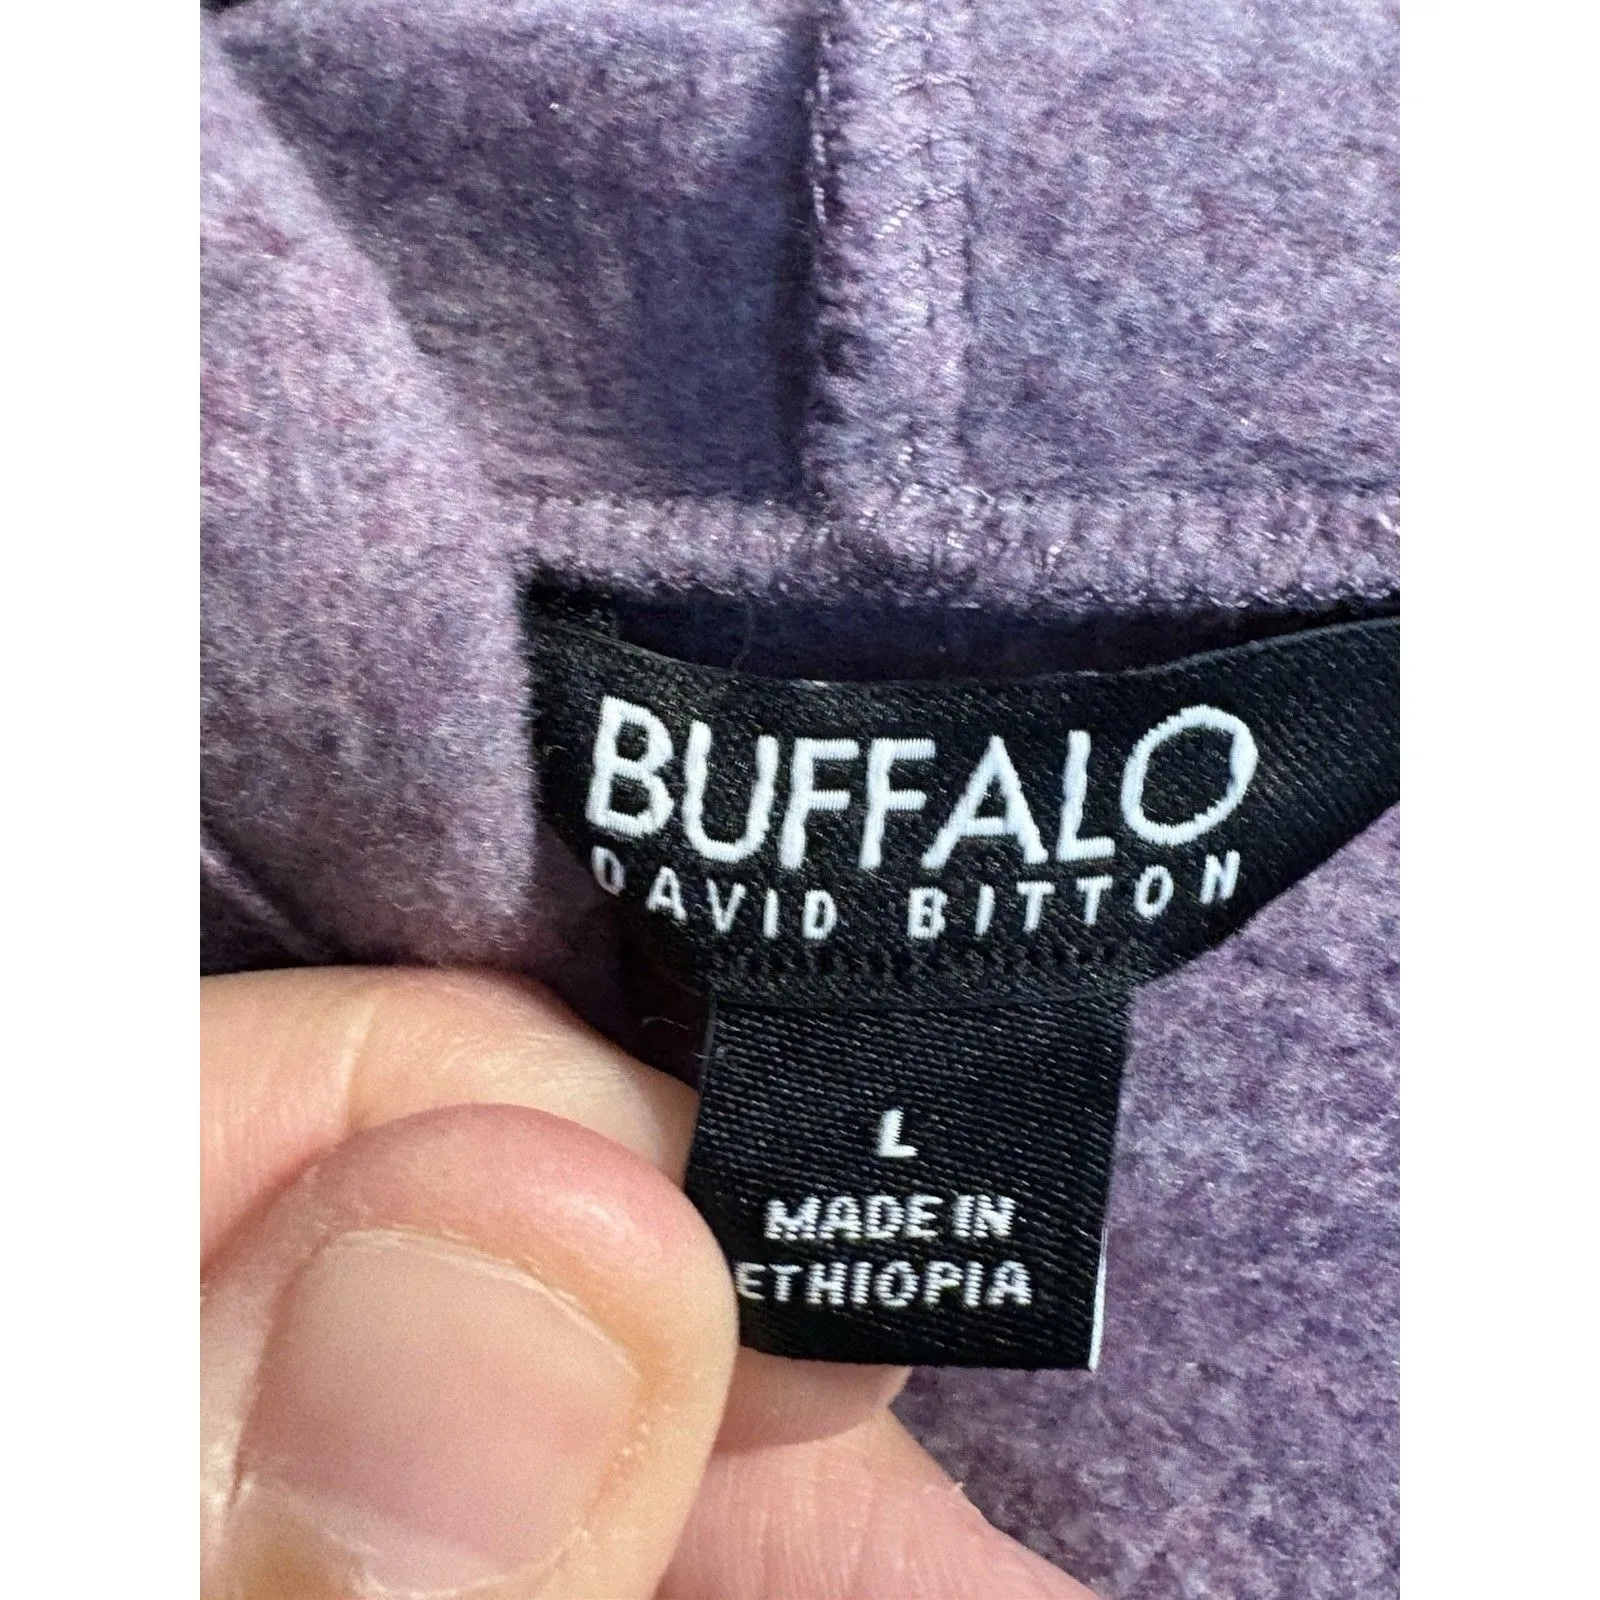 BUFFALO
DAVID BITTON
L
MADE IN
ETHIOPIA